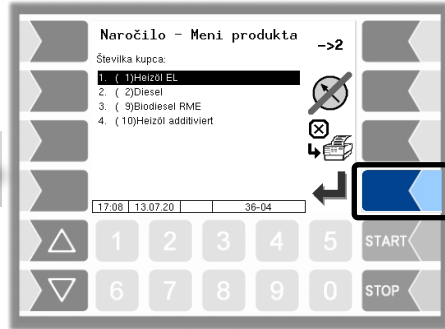 Naročilo - Meni produkta
->2
Številka kupca:
1. ( 1)Heizöl EL
2. ( 2)Diesel
3. ( 9)Biodiesel RME
4. ( 10)Heizöl additiviert
17:08 13.07.20 36-04
1 2 3 4 5 START
6 7 8 9 0 STOP